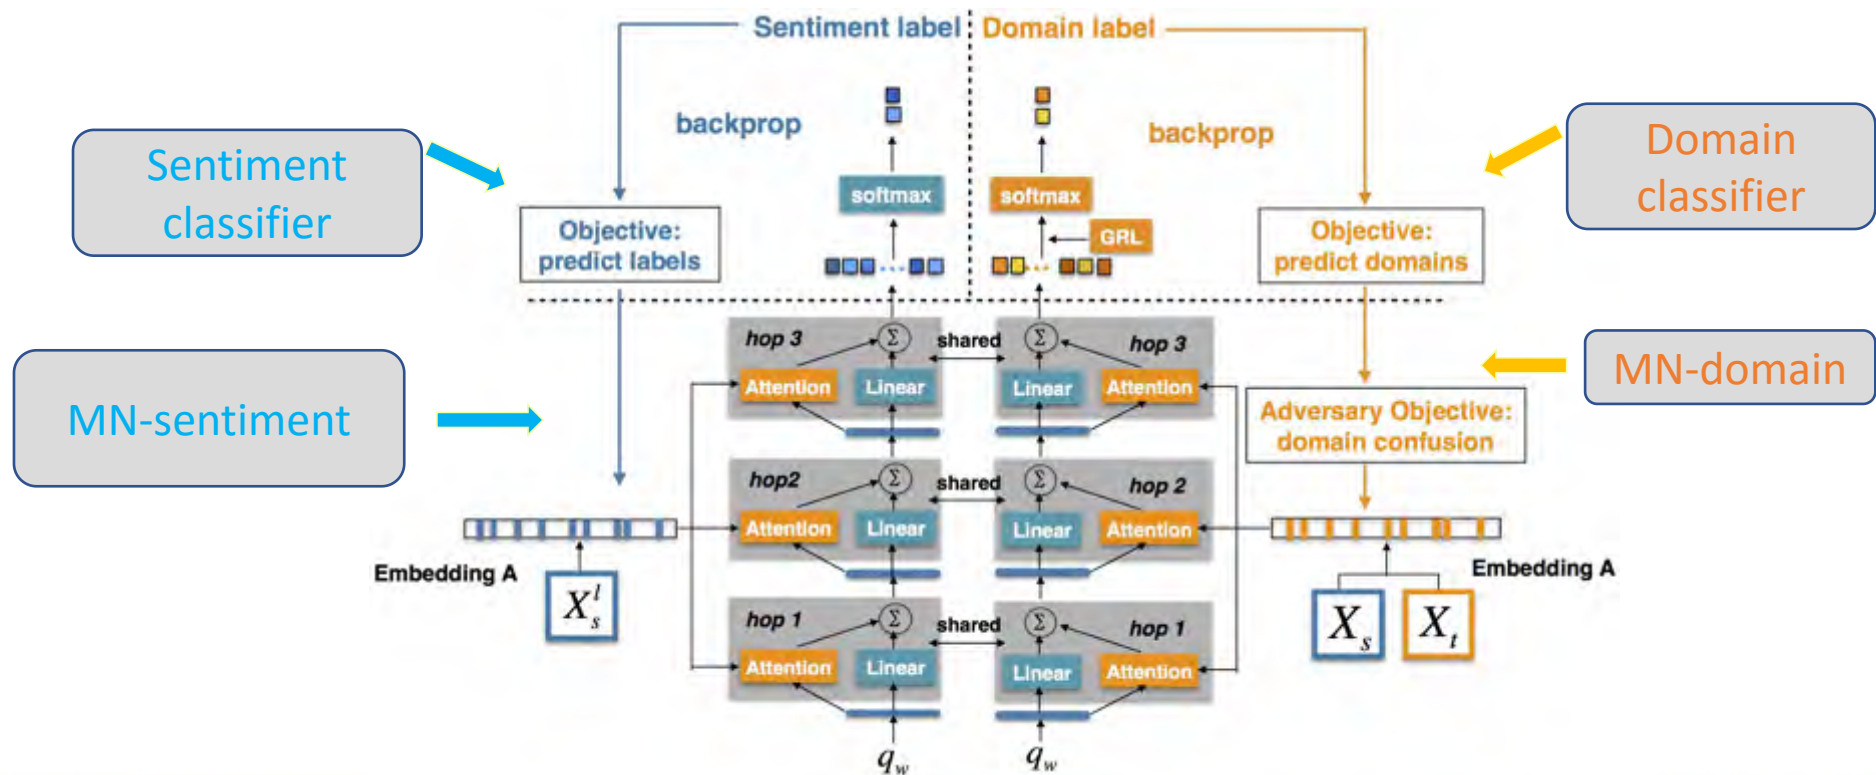 Sentiment label
Domain label
backprop
backprop
Sentiment
classifier
Domain
classifier
softmax
softmax
GRL
Objective:
predict labels
Objective:
predict domains
hop 3
Σ
shared
Σ
hop 3
Attention
Linear
Linear
Attention
MN-sentiment
MN-domain
Adversary Objective:
domain confusion
hop2
Σ
shared
Σ
hop 2
Attention
Linear
Linear
Attention
Embedding A
Embedding A
X_s^l
X_s
X_t
hop 1
Σ
shared
Σ
hop 1
Attention
Linear
Linear
Attention
q_w
q_w